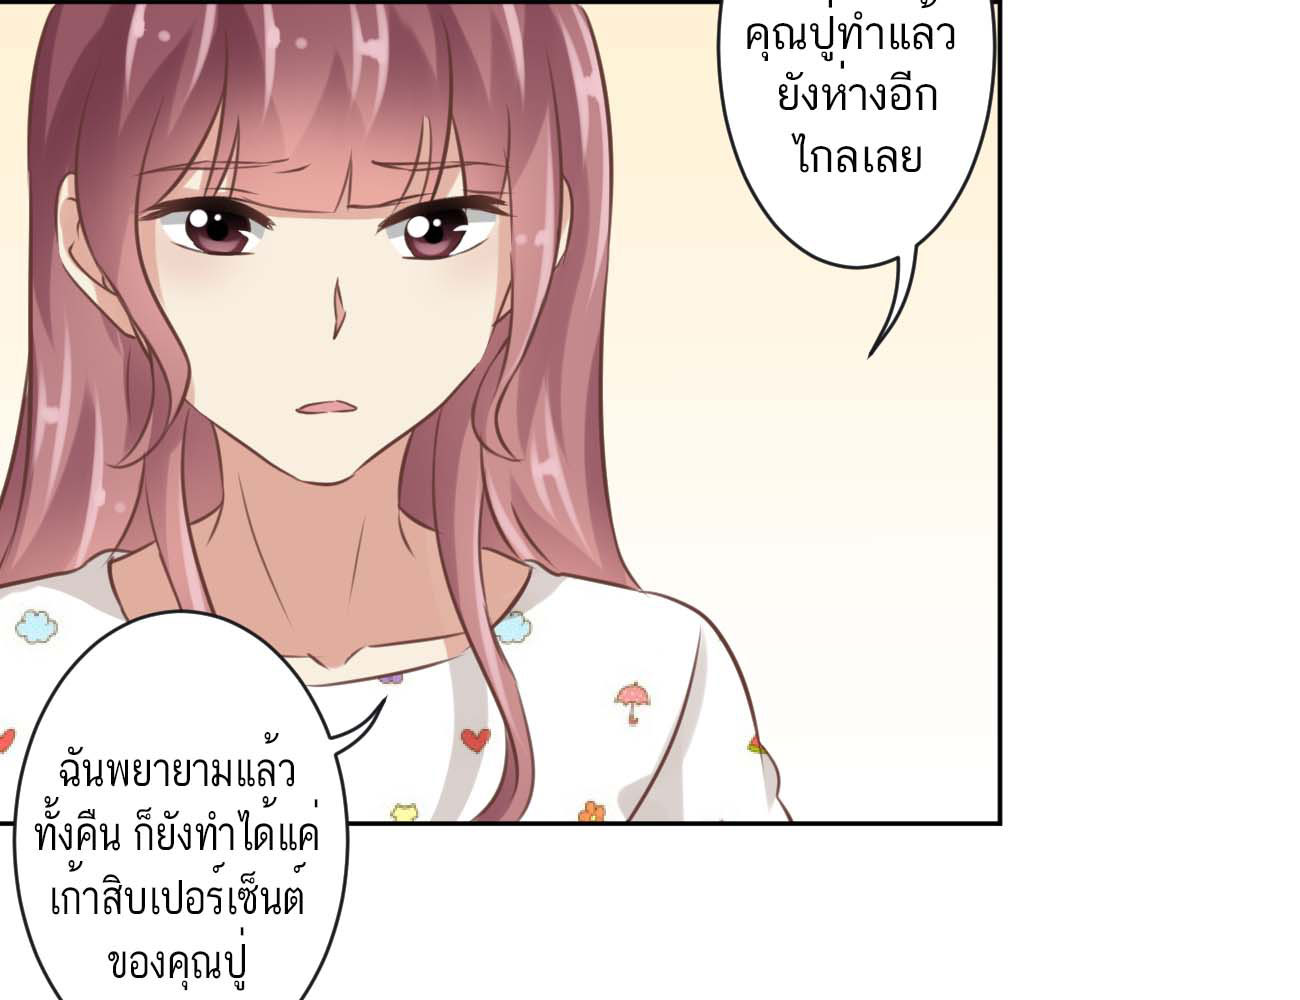 คุณปู่ทำแล้ว
ยังห่างอีก
ไกลเลย
ฉันพยายามแล้ว
ทั้งคืน ก็ยังทำได้แค่
เก้าสิบเปอร์เซ็นต์
ของคุณปู่